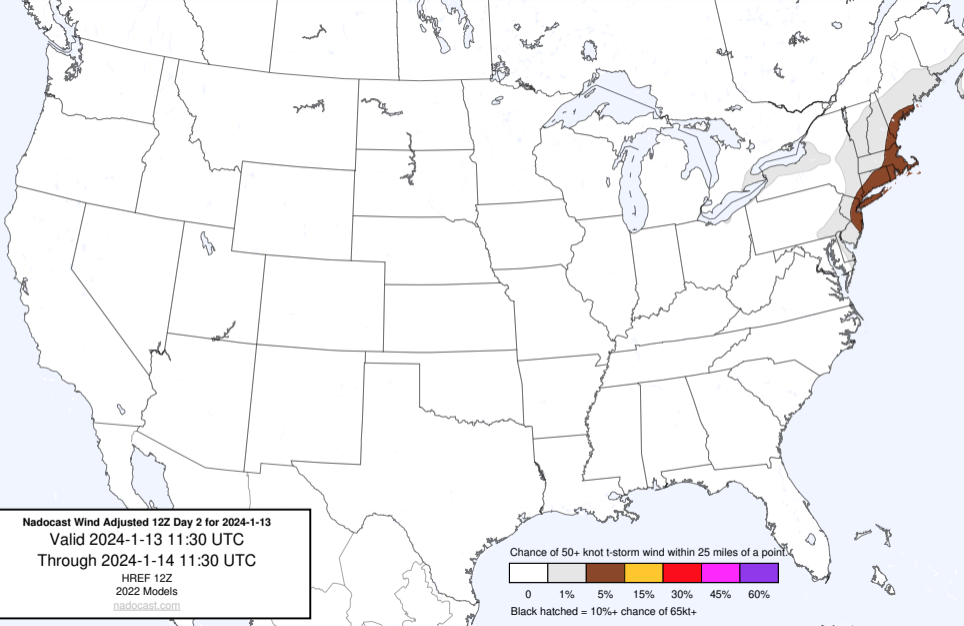 Nadocast Wind Adjusted 12Z Day 2 for 2024-1-13
Valid 2024-1-13 11:30 UTC
Through 2024-1-14 11:30 UTC
HREF 12Z
2022 Models
nadocast.com
Chance of 50+ knot t-storm wind within 25 miles of a point.
0 1% 5% 15% 30% 45% 60%
Black hatched = 10%+ chance of 65kt+